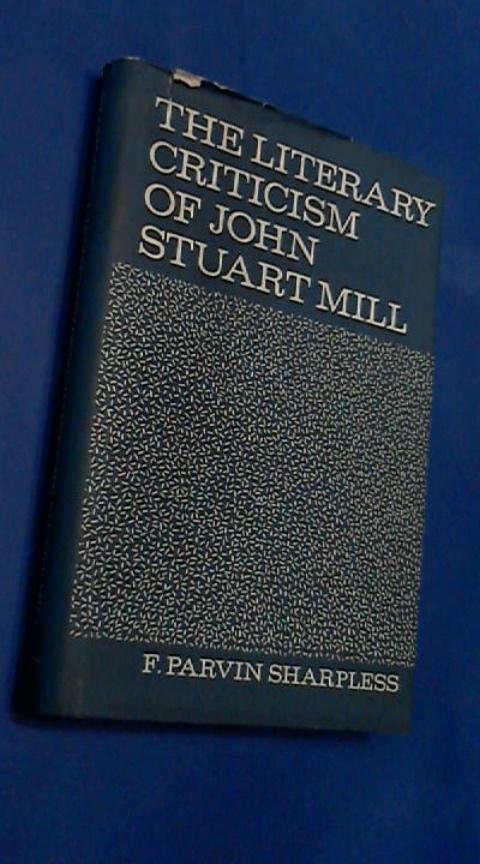 THE LITERARY
CRITICISM
OF JOHN
STUART MILL
F. PARVIN SHARPLESS